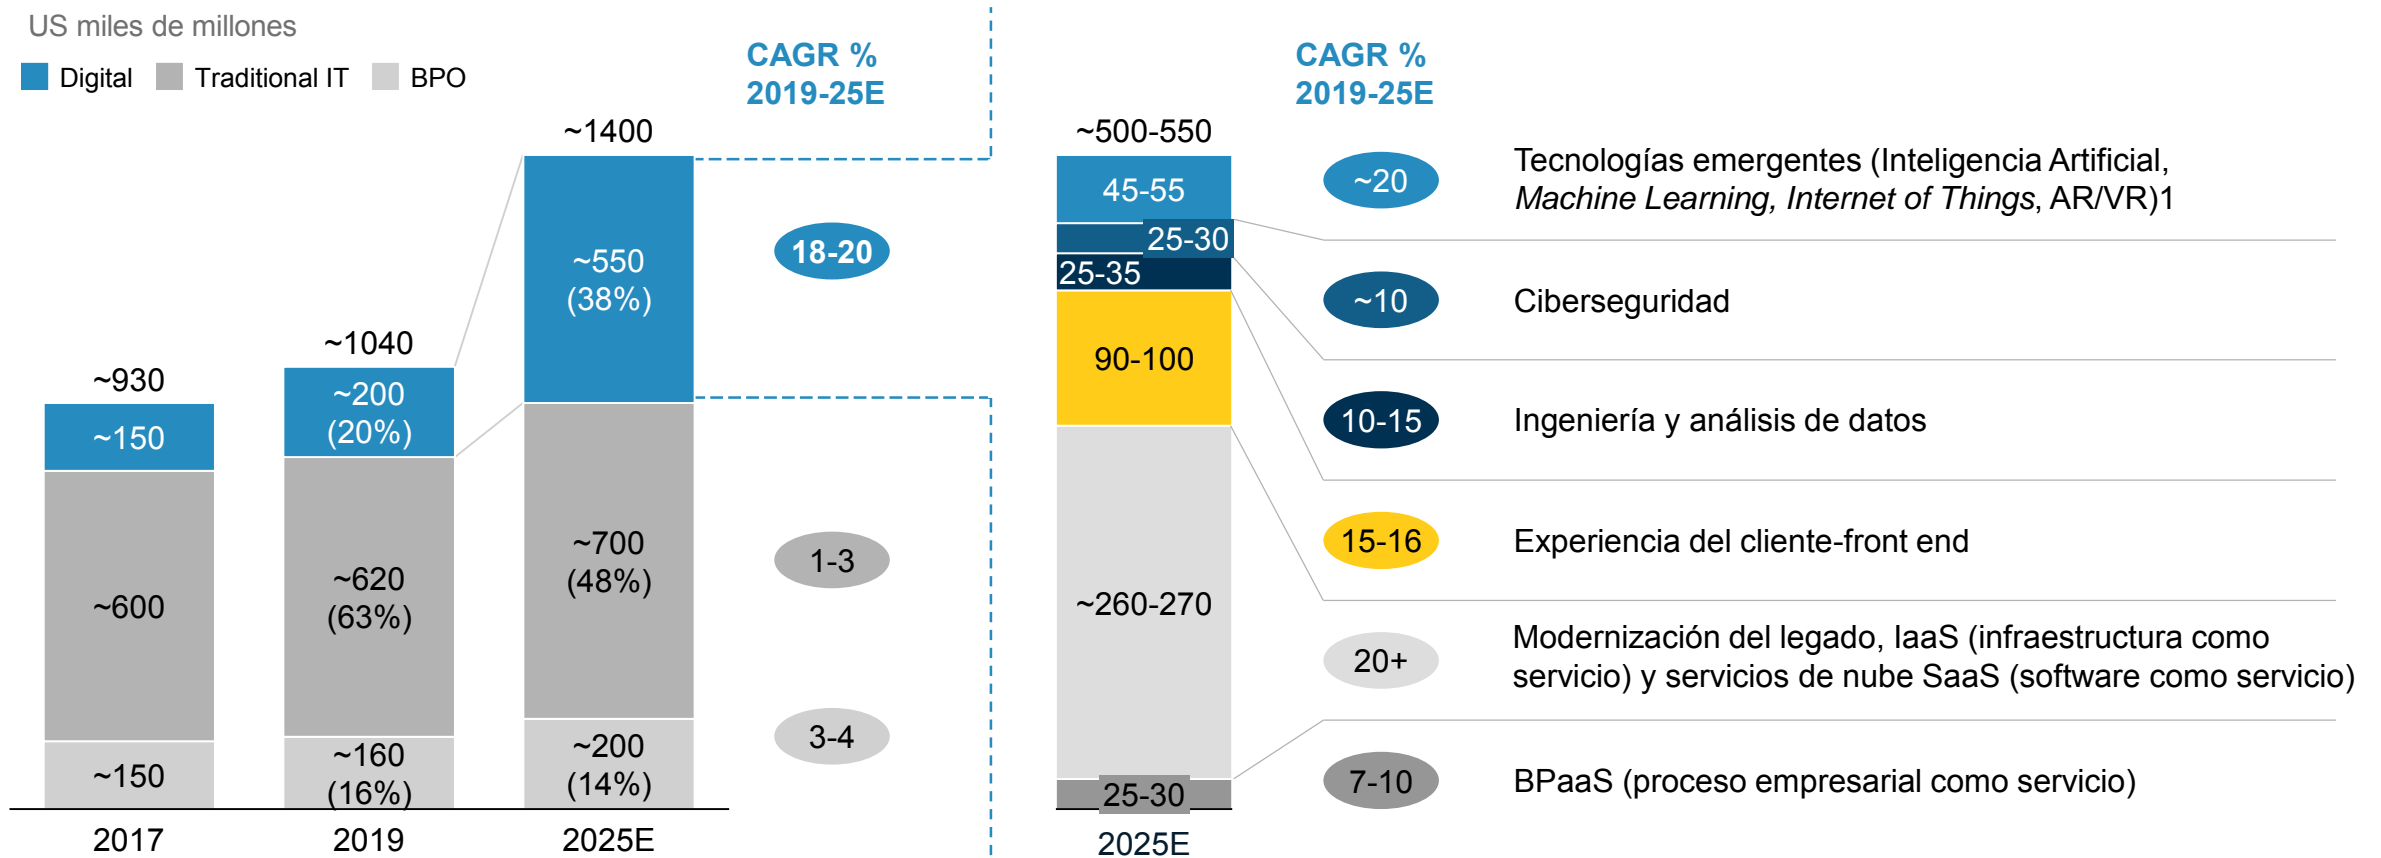 US miles de millones
Digital
Traditional IT
BPO
CAGR %
2019-25E
~930
~150
~600
~150
2017
~1040
~200
(20%)
~620
(63%)
~160
(16%)
2019
~1400
~550
(38%)
~700
(48%)
~200
(14%)
2025E
18-20
1-3
3-4
CAGR %
2019-25E
~500-550
45-55
25-30
25-35
90-100
~260-270
25-30
2025E
~20
Tecnologías emergentes (Inteligencia Artificial,
Machine Learning, Internet of Things, AR/VR)1
~10
Ciberseguridad
10-15
Ingeniería y análisis de datos
15-16
Experiencia del cliente-front end
20+
Modernización del legado, IaaS (infraestructura como
servicio) y servicios de nube SaaS (software como servicio)
7-10
BPaaS (proceso empresarial como servicio)